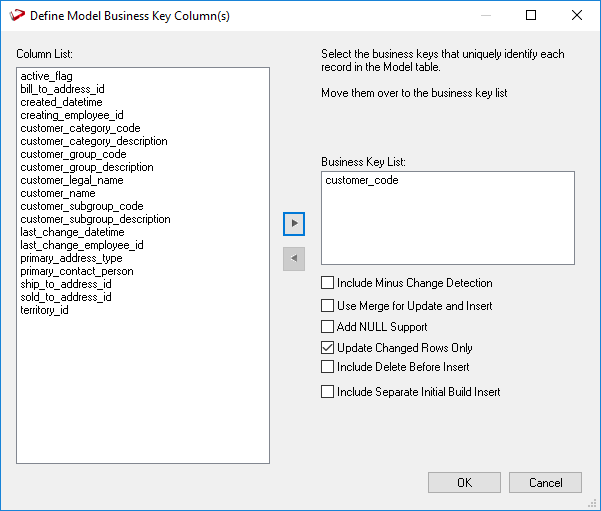 Define Model Business Key Column(s)
Column List:
active_flag
bill_to_address_id
created_datetime
creating_employee_id
customer_category_code
customer_category_description
customer_group_code
customer_group_description
customer_legal_name
customer_name
customer_subgroup_code
customer_subgroup_description
last_change_datetime
last_change_employee_id
primary_address_type
primary_contact_person
ship_to_address_id
sold_to_address_id
territory_id
Select the business keys that uniquely identify each
record in the Model table.
Move them over to the business key list
Business Key List:
customer_code
Include Minus Change Detection
Use Merge for Update and Insert
Add NULL Support
Update Changed Rows Only
Include Delete Before Insert
Include Separate Initial Build Insert
OK
Cancel